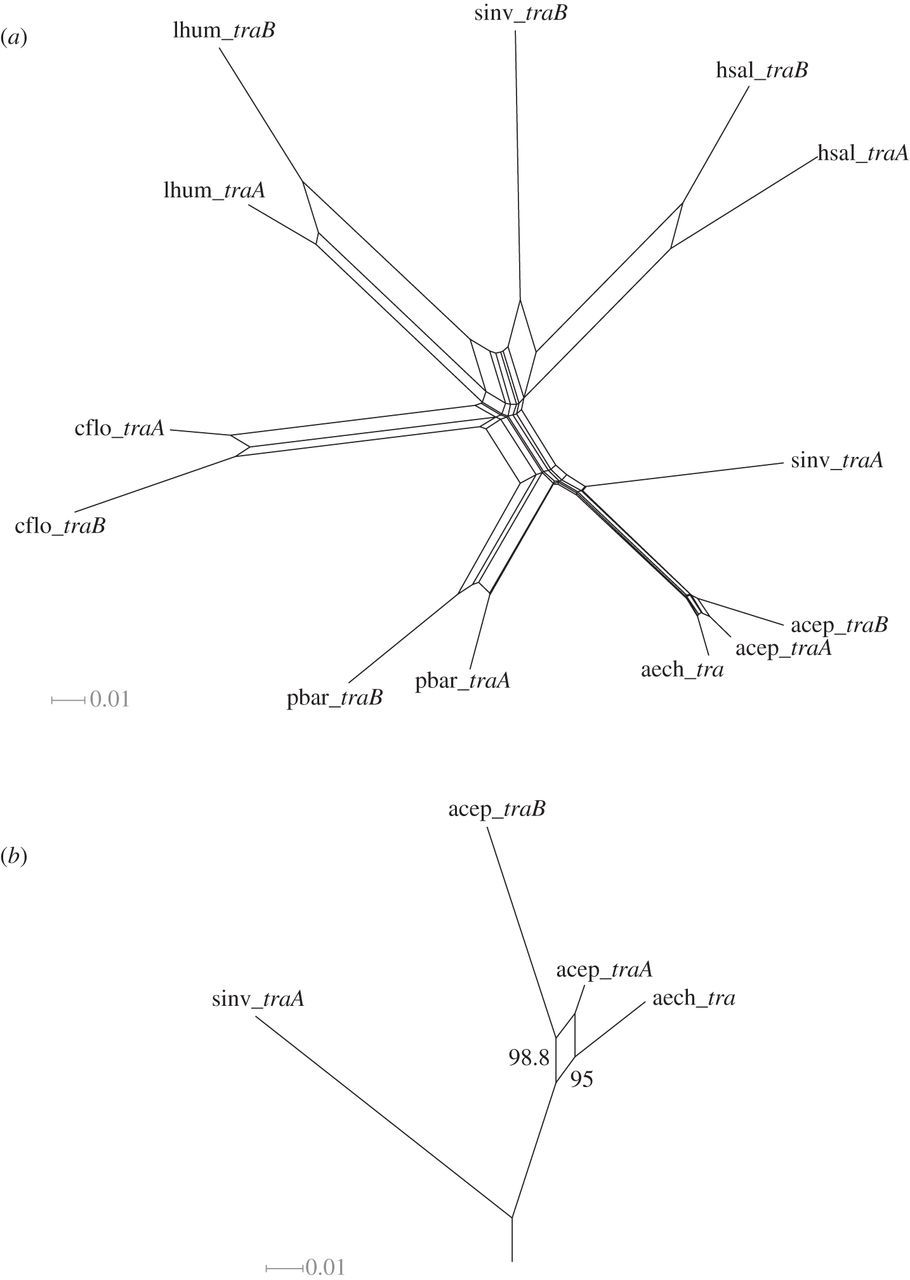 (a)
lhum_traB
sinv_traB
hsal_traB
hsal_traA
lhum_traA
cflo_traA
sinv_traA
cflo_traB
acep_traB
acep_traA
aech_tra
pbar_traA
pbar_traB
0.01
acep_traB
(b)
acep_traA
sinv_traA
aech_tra
98.8
95
0.01